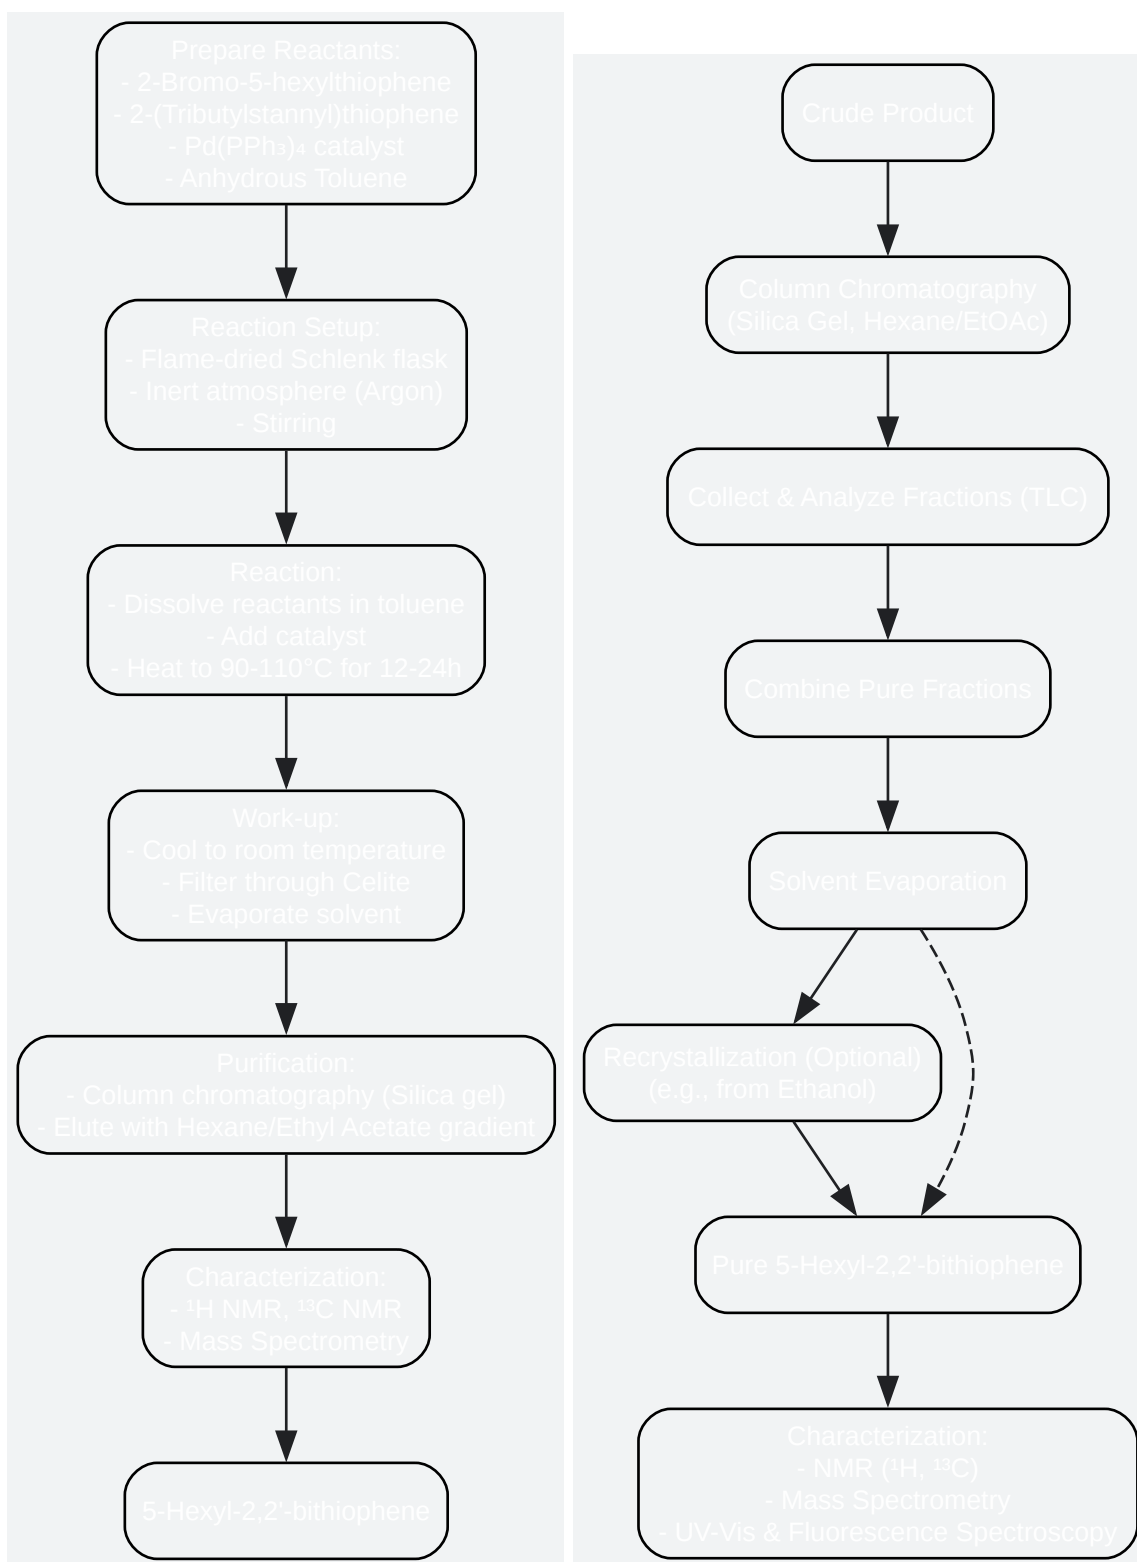 Prepare Reactants:
- 2-Bromo-5-hexylthiophene
- 2-(Tributylstannyl)thiophene
- Pd(PPh₃)₄ catalyst
- Anhydrous Toluene
Reaction Setup:
- Flame-dried Schlenk flask
- Inert atmosphere (Argon)
- Stirring
Reaction:
- Dissolve reactants in toluene
- Add catalyst
- Heat to 90-110°C for 12-24h
Work-up:
- Cool to room temperature
- Filter through Celite
- Evaporate solvent
Purification:
- Column chromatography (Silica gel)
- Elute with Hexane/Ethyl Acetate gradient
Characterization:
- ¹H NMR, ¹³C NMR
- Mass Spectrometry
5-Hexyl-2,2'-bithiophene
Crude Product
Column Chromatography
(Silica Gel, Hexane/EtOAc)
Collect & Analyze Fractions (TLC)
Combine Pure Fractions
Solvent Evaporation
Recrystallization (Optional)
(e.g., from Ethanol)
Pure 5-Hexyl-2,2'-bithiophene
Characterization:
- NMR (¹H, ¹³C)
- Mass Spectrometry
- UV-Vis & Fluorescence Spectroscopy